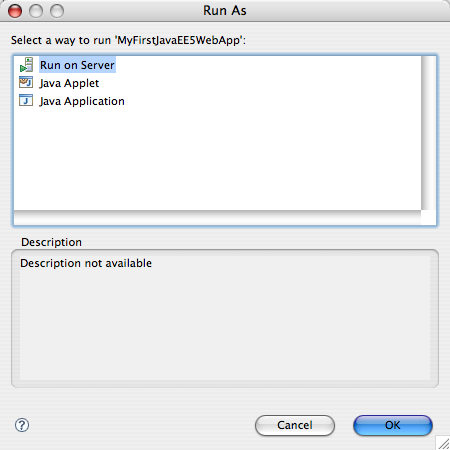 Run As
Select a way to run 'MyFirstJavaEE5WebApp':
Run on Server
Java Applet
Java Application
Description
Description not available
?
Cancel
OK